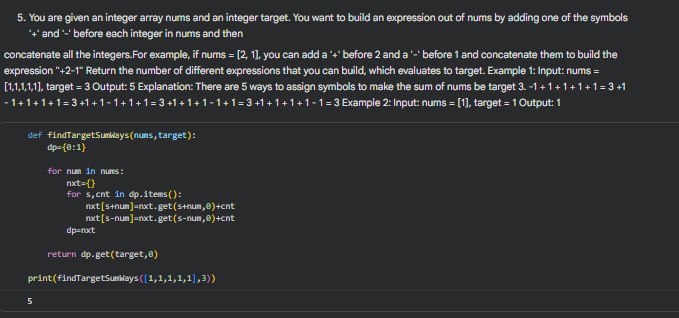 5. You are given an integer array nums and an integer target. You want to build an expression out of nums by adding one of the symbols
'+' and '-' before each integer in nums and then
concatenate all the integers.For example, if nums = [2, 1], you can add a '+' before 2 and a '-' before 1 and concatenate them to build the
expression "+2-1" Return the number of different expressions that you can build, which evaluates to target. Example 1: Input: nums =
[1,1,1,1,1], target = 3 Output: 5 Explanation: There are 5 ways to assign symbols to make the sum of nums be target 3. -1 + 1 + 1 + 1 + 1 = 3 +1
- 1 + 1 + 1 + 1 = 3 +1 + 1 - 1 + 1 + 1 = 3 +1 + 1 + 1 - 1 + 1 = 3 +1 + 1 + 1 + 1 - 1 = 3 Example 2: Input: nums = [1], target = 1 Output: 1
def findTargetSumWays(nums,target):
dp={0:1}
for num in nums:
nxt={}
for s,cnt in dp.items():
nxt[s+num]=nxt.get(s+num,0)+cnt
nxt[s-num]=nxt.get(s-num,0)+cnt
dp=nxt
return dp.get(target,0)
print(findTargetSumWays([1,1,1,1,1],3))
5